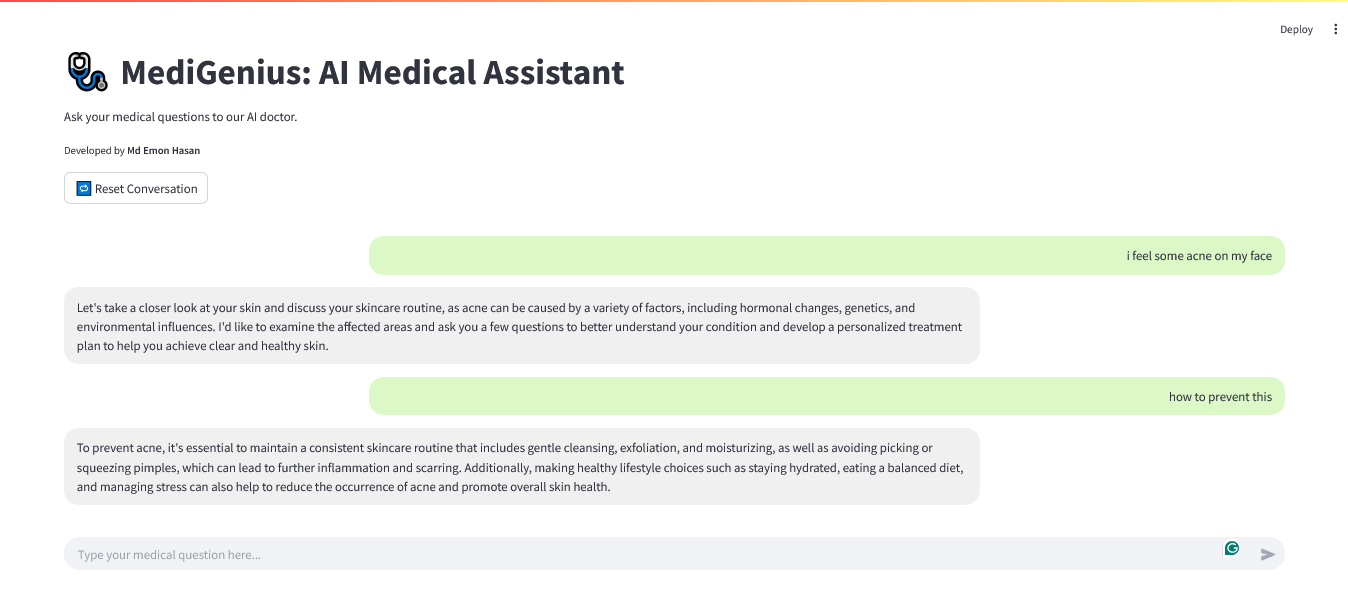 Deploy
MediGenius: AI Medical Assistant
Ask your medical questions to our AI doctor.
Developed by Md Emon Hasan
Reset Conversation
i feel some acne on my face
Let's take a closer look at your skin and discuss your skincare routine, as acne can be caused by a variety of factors, including hormonal changes, genetics, and
environmental influences. I'd like to examine the affected areas and ask you a few questions to better understand your condition and develop a personalized treatment
plan to help you achieve clear and healthy skin.
how to prevent this
To prevent acne, it's essential to maintain a consistent skincare routine that includes gentle cleansing, exfoliation, and moisturizing, as well as avoiding picking or
squeezing pimples, which can lead to further inflammation and scarring. Additionally, making healthy lifestyle choices such as staying hydrated, eating a balanced diet,
and managing stress can also help to reduce the occurrence of acne and promote overall skin health.
Type your medical question here...